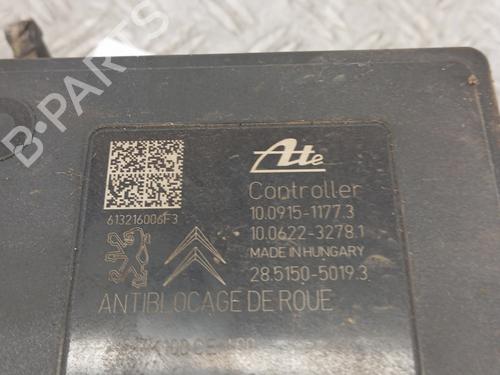 B-PARTS
Ate
Controller
613216006F3
10.0915-1177.3
10.0622-3278.1
MADE IN HUNGARY
28.5150-5019.3
ANTIBLOCAGE DE ROUE